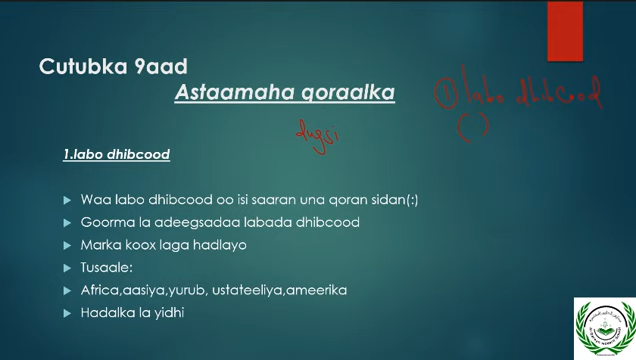 Cutubka 9aad
Astaamaha qoraalka
① labo dhibcood
( )
dugsi
1.labo dhibcood
Waa labo dhibcood oo isi saaran una qoran sidan(:)
Goorma la adeegsadaa labada dhibcood
Marka koox laga hadlayo
Tusaale:
Africa,aasiya,yurub, ustateeliya,ameerika
Hadalka la yidhi